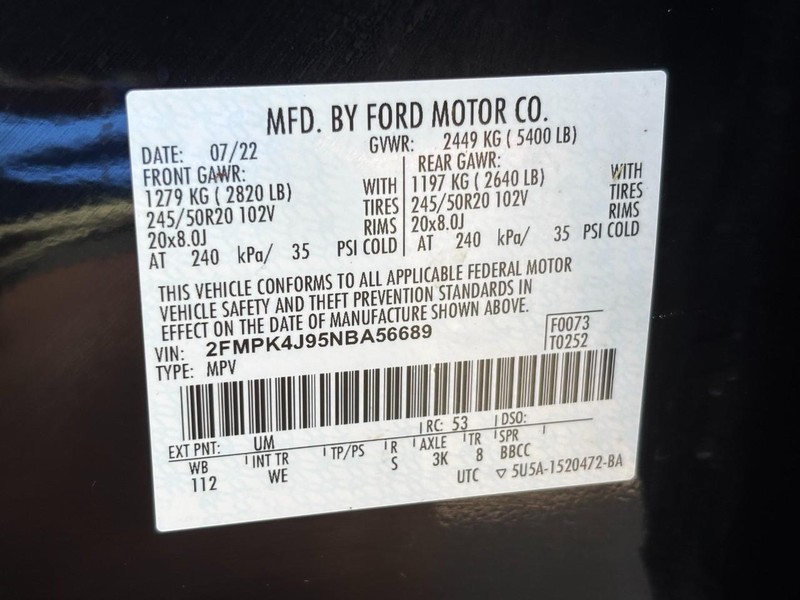 MFD. BY FORD MOTOR CO.
DATE: 07/22 GVWR: 2449 KG ( 5400 LB)
FRONT GAWR: REAR GAWR:
1279 KG ( 2820 LB) WITH 1197 KG ( 2640 LB) WITH
245/50R20 102V TIRES 245/50R20 102V TIRES
20x8.0J RIMS 20x8.0J RIMS
AT 240 kPa/ 35 PSI COLD AT 240 kPa/ 35 PSI COLD
THIS VEHICLE CONFORMS TO ALL APPLICABLE FEDERAL MOTOR
VEHICLE SAFETY AND THEFT PREVENTION STANDARDS IN
EFFECT ON THE DATE OF MANUFACTURE SHOWN ABOVE.
VIN: 2FMPK4J95NBA56689 F0073
TYPE: MPV T0252
EXT PNT: UM RC: 53 DSO:
WB INT TR TP/PS R AXLE TR SPR
112 WE S 3K 8 BBCC
UTC ▽ 5U5A-1520472-BA